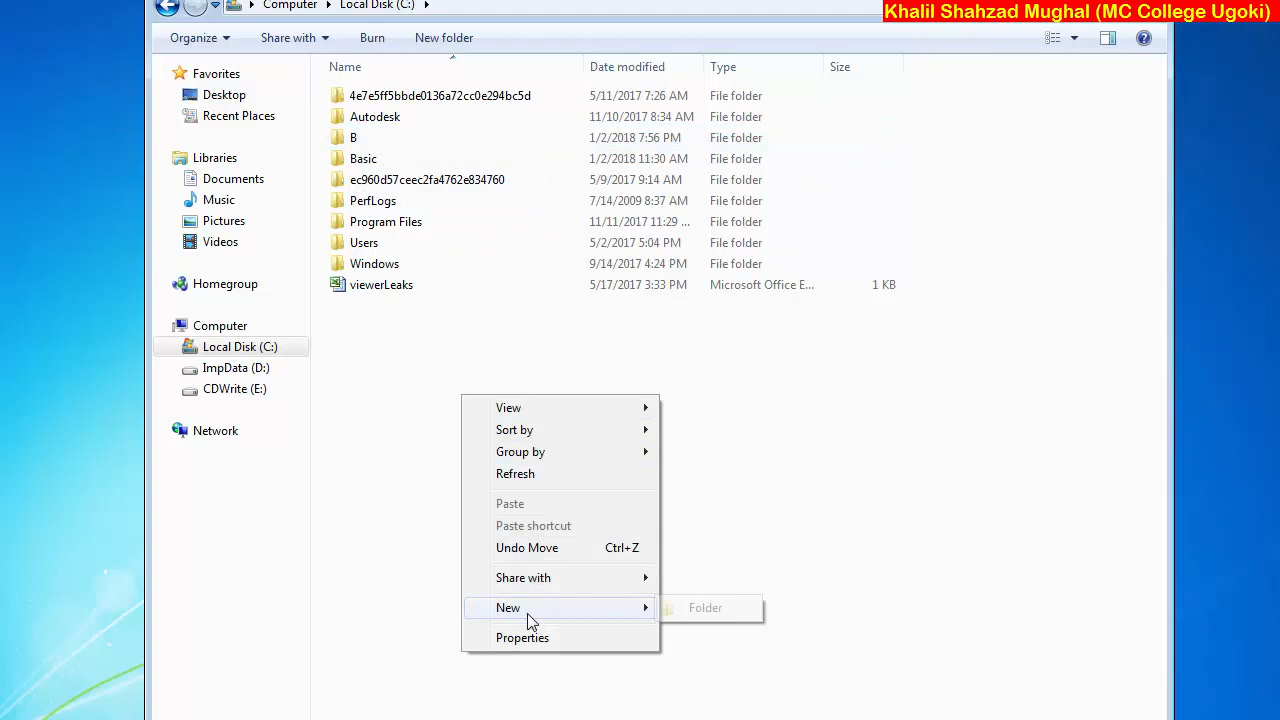 Khalil Shahzad Mughal (MC College Ugoki)
Computer
Local Disk (C:)
Organize Share with Burn New folder
Name Date modified Type Size
Favorites
Desktop
Recent Places
Libraries
Documents
Music
Pictures
Videos
Homegroup
Computer
Local Disk (C:)
ImpData (D:)
CDWrite (E:)
Network
4e7e5ff5bbde0136a72cc0e294bc5d 5/11/2017 7:26 AM File folder
Autodesk 11/10/2017 8:34 AM File folder
B 1/2/2018 7:56 PM File folder
Basic 1/2/2018 11:30 AM File folder
ec960d57ceec2fa4762e834760 5/9/2017 9:14 AM File folder
PerfLogs 7/14/2009 8:37 AM File folder
Program Files 11/11/2017 11:29 ... File folder
Users 5/2/2017 5:04 PM File folder
Windows 9/14/2017 4:24 PM File folder
viewerLeaks 5/17/2017 3:33 PM Microsoft Office E... 1 KB
View
Sort by
Group by
Refresh
Paste
Paste shortcut
Undo Move Ctrl+Z
Share with
New
Folder
Properties